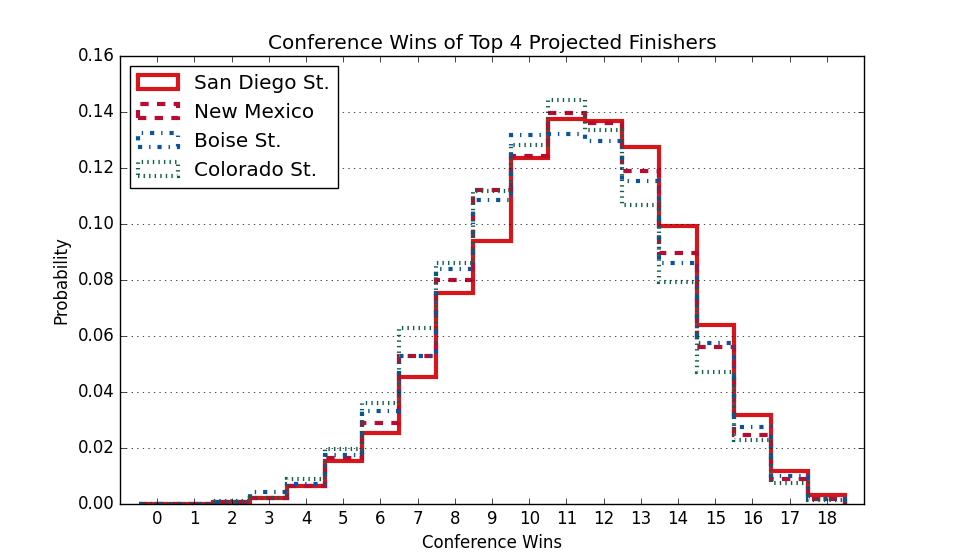 Conference Wins of Top 4 Projected Finishers
0.16
0.14
0.12
0.10
0.08
0.06
0.04
0.02
0.00
Probability
San Diego St.
New Mexico
Boise St.
Colorado St.
0 1 2 3 4 5 6 7 8 9 10 11 12 13 14 15 16 17 18
Conference Wins